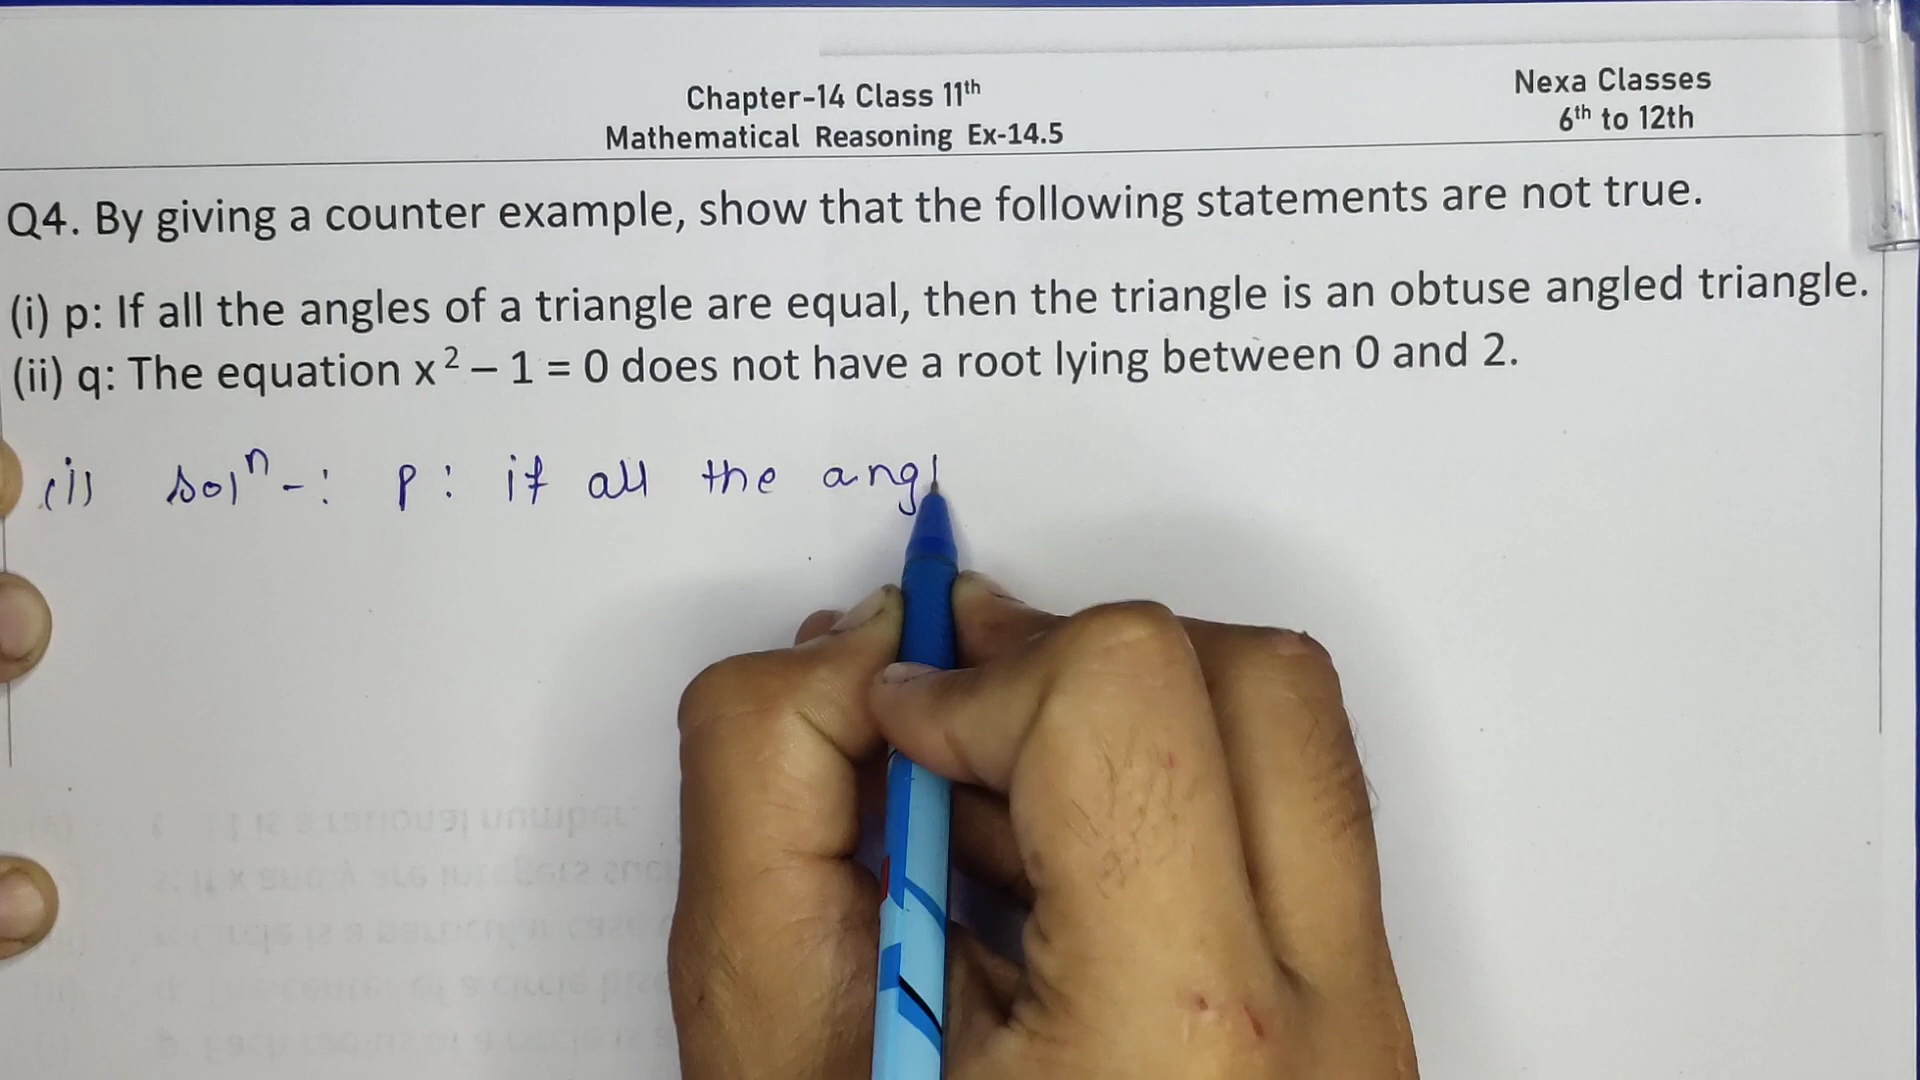 Chapter-14 Class 11th
Mathematical Reasoning Ex-14.5
Nexa Classes
6th to 12th
Q4. By giving a counter example, show that the following statements are not true.
(i) p: If all the angles of a triangle are equal, then the triangle is an obtuse angled triangle.
(ii) q: The equation x² – 1 = 0 does not have a root lying between 0 and 2.
(i) Solⁿ -: P: if all the angl